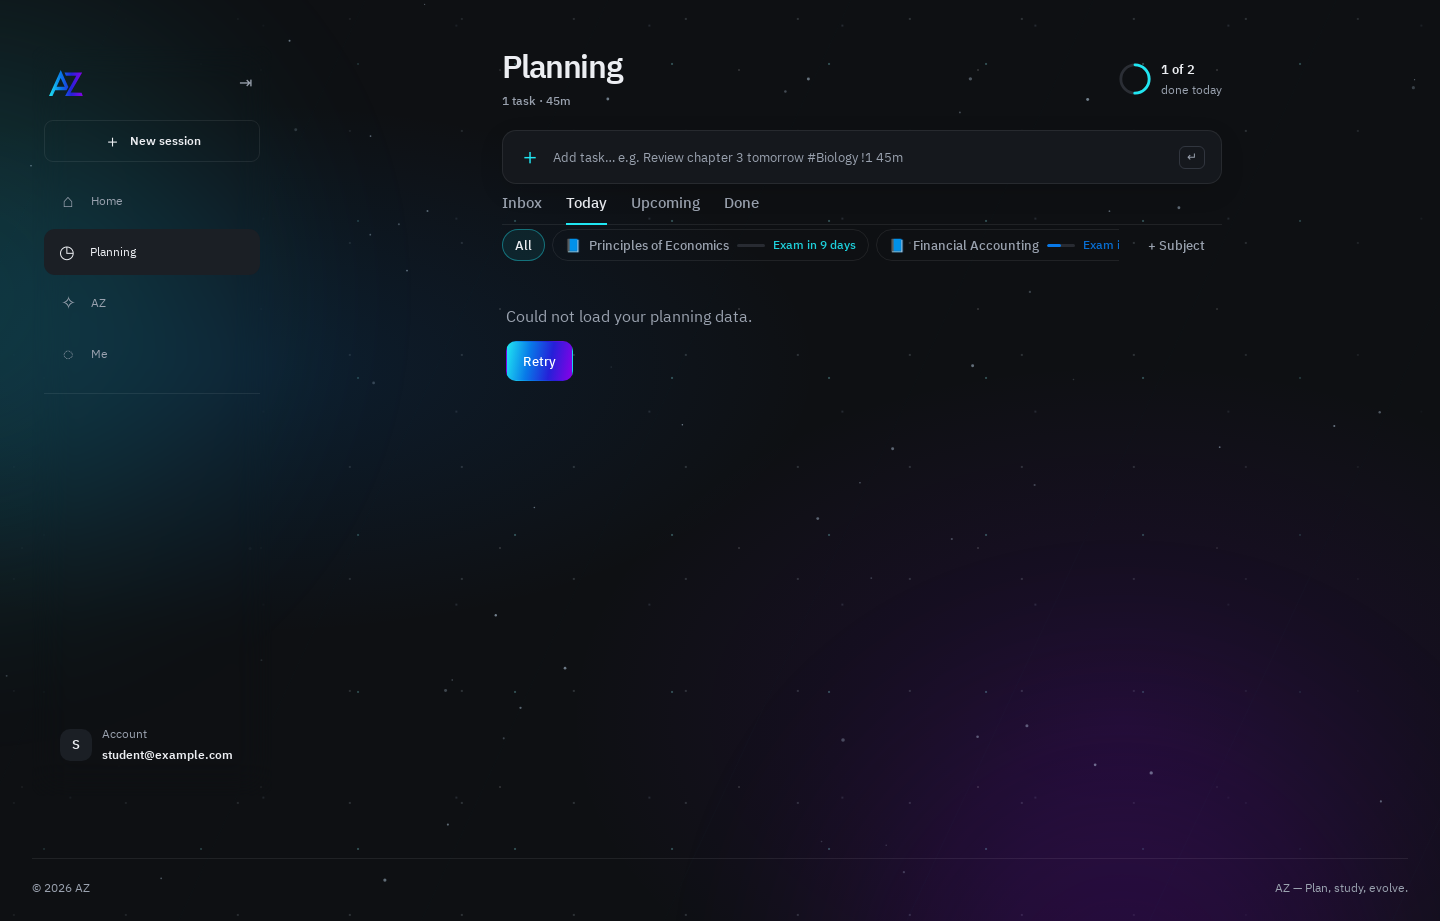 AZ
⇥
+ New session
Home
Planning
AZ
Me
Account
S
student@example.com
Planning
1 task · 45m
1 of 2
done today
+ Add task... e.g. Review chapter 3 tomorrow #Biology !1 45m ↵
Inbox Today Upcoming Done
All Principles of Economics Exam in 9 days Financial Accounting Exam i + Subject
Could not load your planning data.
Retry
© 2026 AZ
AZ — Plan, study, evolve.